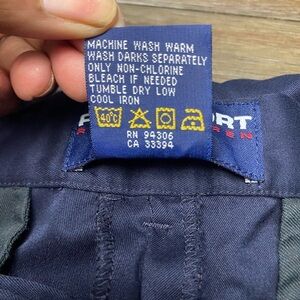 MACHINE WASH WARM
WASH DARKS SEPARATELY
ONLY NON-CHLORINE
BLEACH IF NEEDED
TUMBLE DRY LOW
COOL IRON
40°C
RN 94306
CA 33394